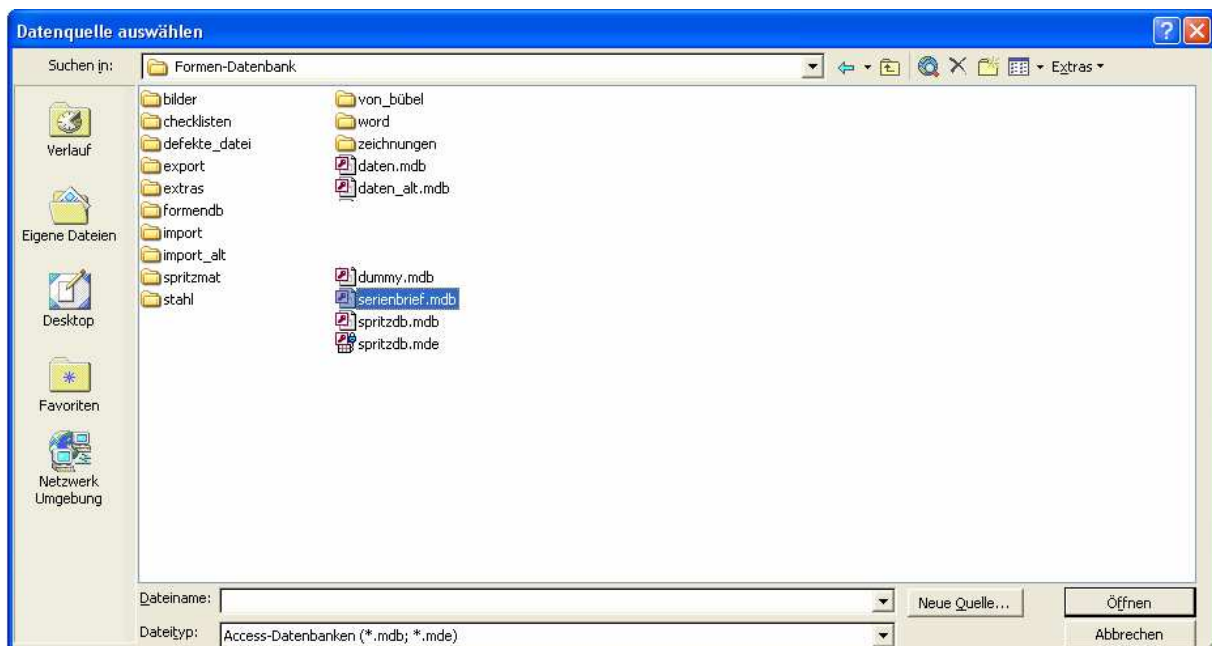 Datenquelle auswählen
Suchen in: Formen-Datenbank Extras
Verlauf
Eigene Dateien
Desktop
Favoriten
Netzwerk
Umgebung
bilder
checklisten
defekte_datei
export
extras
formendb
import
import_alt
spritzmat
stahl
von_bübel
word
zeichnungen
daten.mdb
daten_alt.mdb
dummy.mdb
serienbrief.mdb
spritzdb.mdb
spritzdb.mde
Dateiname: Neue Quelle... Öffnen
Dateityp: Access-Datenbanken (*.mdb; *.mde) Abbrechen